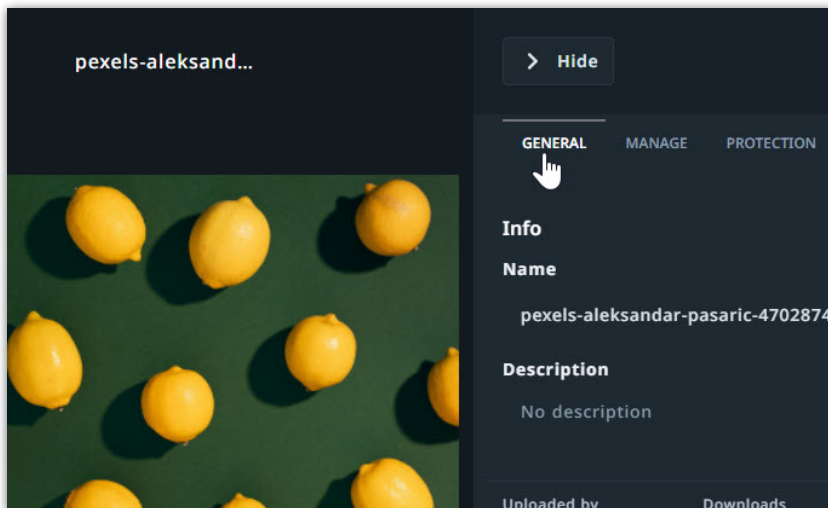 pexels-aleksand...
Hide
GENERAL MANAGE PROTECTION
Info
Name
pexels-aleksandar-pasaric-4702874
Description
No description
Uploaded by Downloads